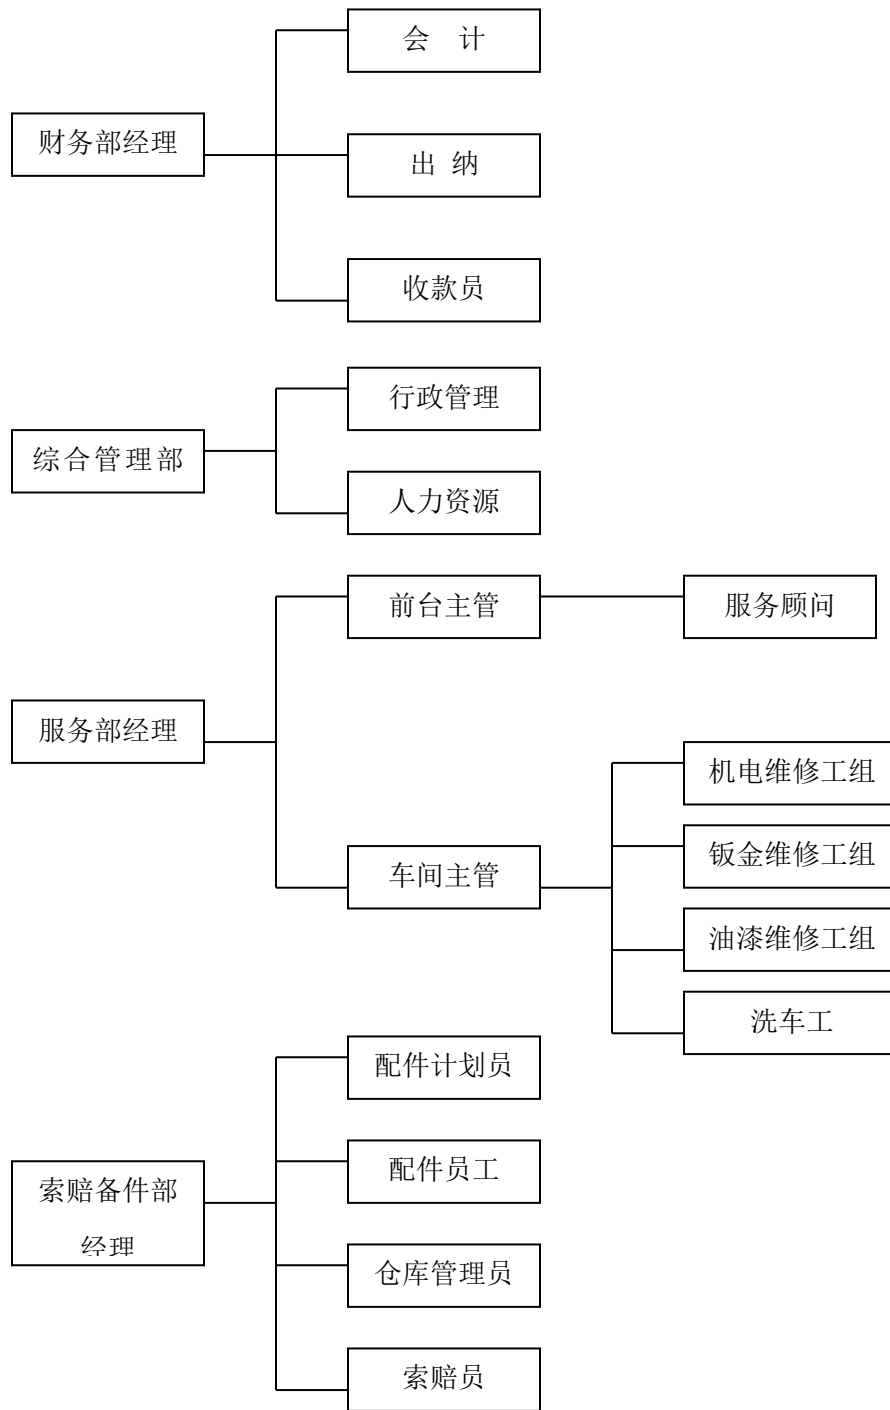 会 计
财务部经理
出 纳
收款员
行政管理
综合管理部
人力资源
前台主管
服务顾问
服务部经理
机电维修工组
钣金维修工组
车间主管
油漆维修工组
洗车工
配件计划员
配件员工
索赔备件部
经理
仓库管理员
索赔员